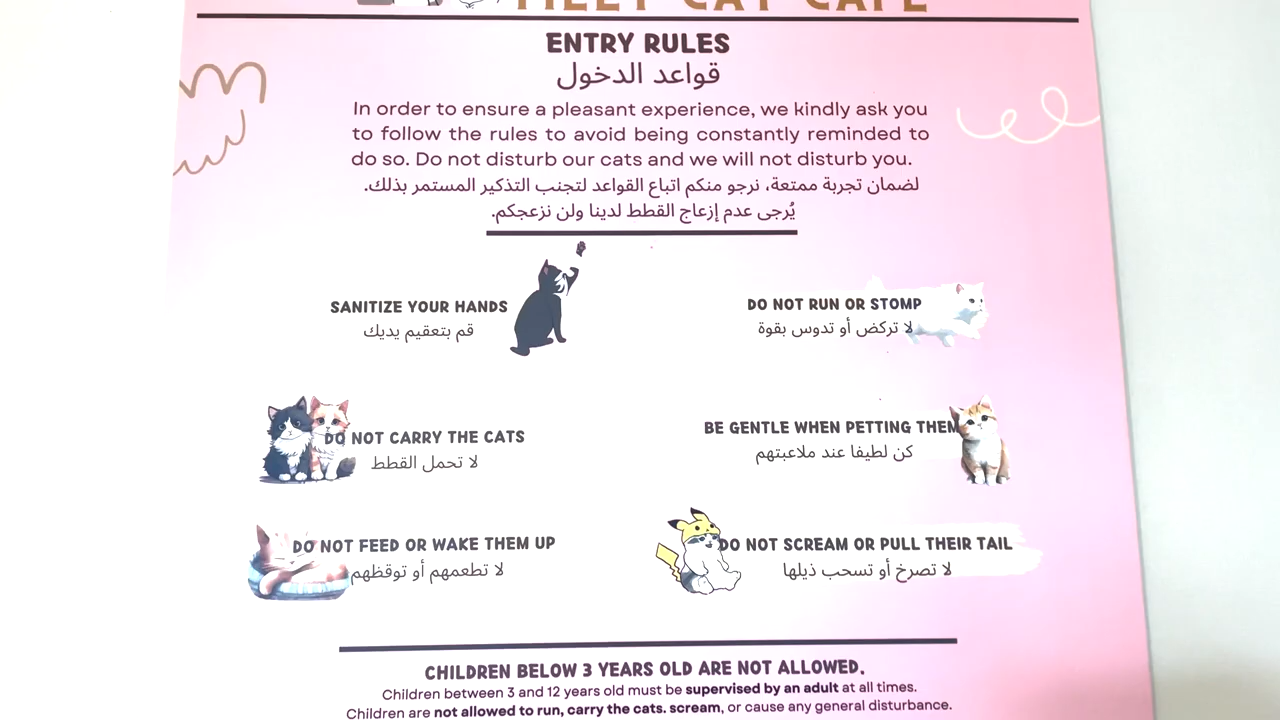 CAT CAFE
ENTRY RULES
قواعد الدخول
In order to ensure a pleasant experience, we kindly ask you
to follow the rules to avoid being constantly reminded to
do so. Do not disturb our cats and we will not disturb you.
لضمان تجربة ممتعة، نرجو منكم اتباع القواعد لتجنب التذكير المستمر بذلك.
يُرجى عدم إزعاج القطط لدينا ولن نزعجكم.
SANITIZE YOUR HANDS
قم بتعقيم يديك
DO NOT RUN OR STOMP
لا تركض أو تدوس بقوة
DO NOT CARRY THE CATS
لا تحمل القطط
BE GENTLE WHEN PETTING THEM
كن لطيفا عند ملاعبتهم
DO NOT FEED OR WAKE THEM UP
لا تطعمهم أو توقظهم
DO NOT SCREAM OR PULL THEIR TAIL
لا تصرخ أو تسحب ذيلها
CHILDREN BELOW 3 YEARS OLD ARE NOT ALLOWED.
Children between 3 and 12 years old must be supervised by an adult at all times.
Children are not allowed to run, carry the cats. scream, or cause any general disturbance.